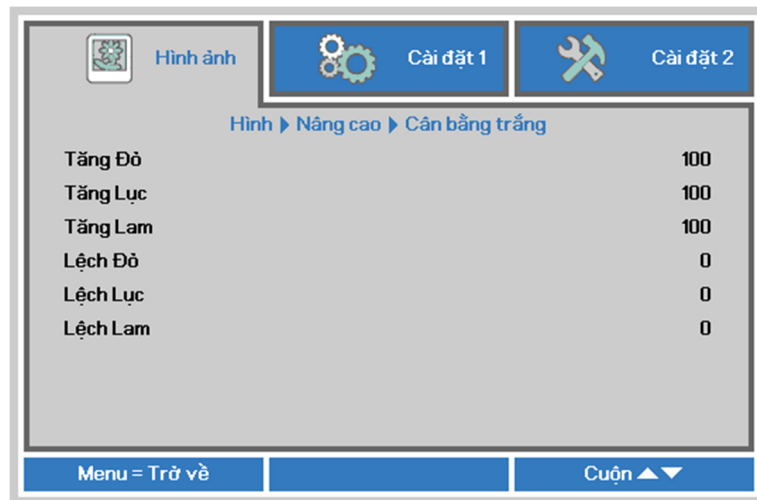 Hình ảnh Cài đặt 1 Cài đặt 2
Hình Nâng cao Cân bằng trắng
Tăng Đỏ 100
Tăng Lục 100
Tăng Lam 100
Lệch Đỏ 0
Lệch Lục 0
Lệch Lam 0
Menu = Trở về Cuộn